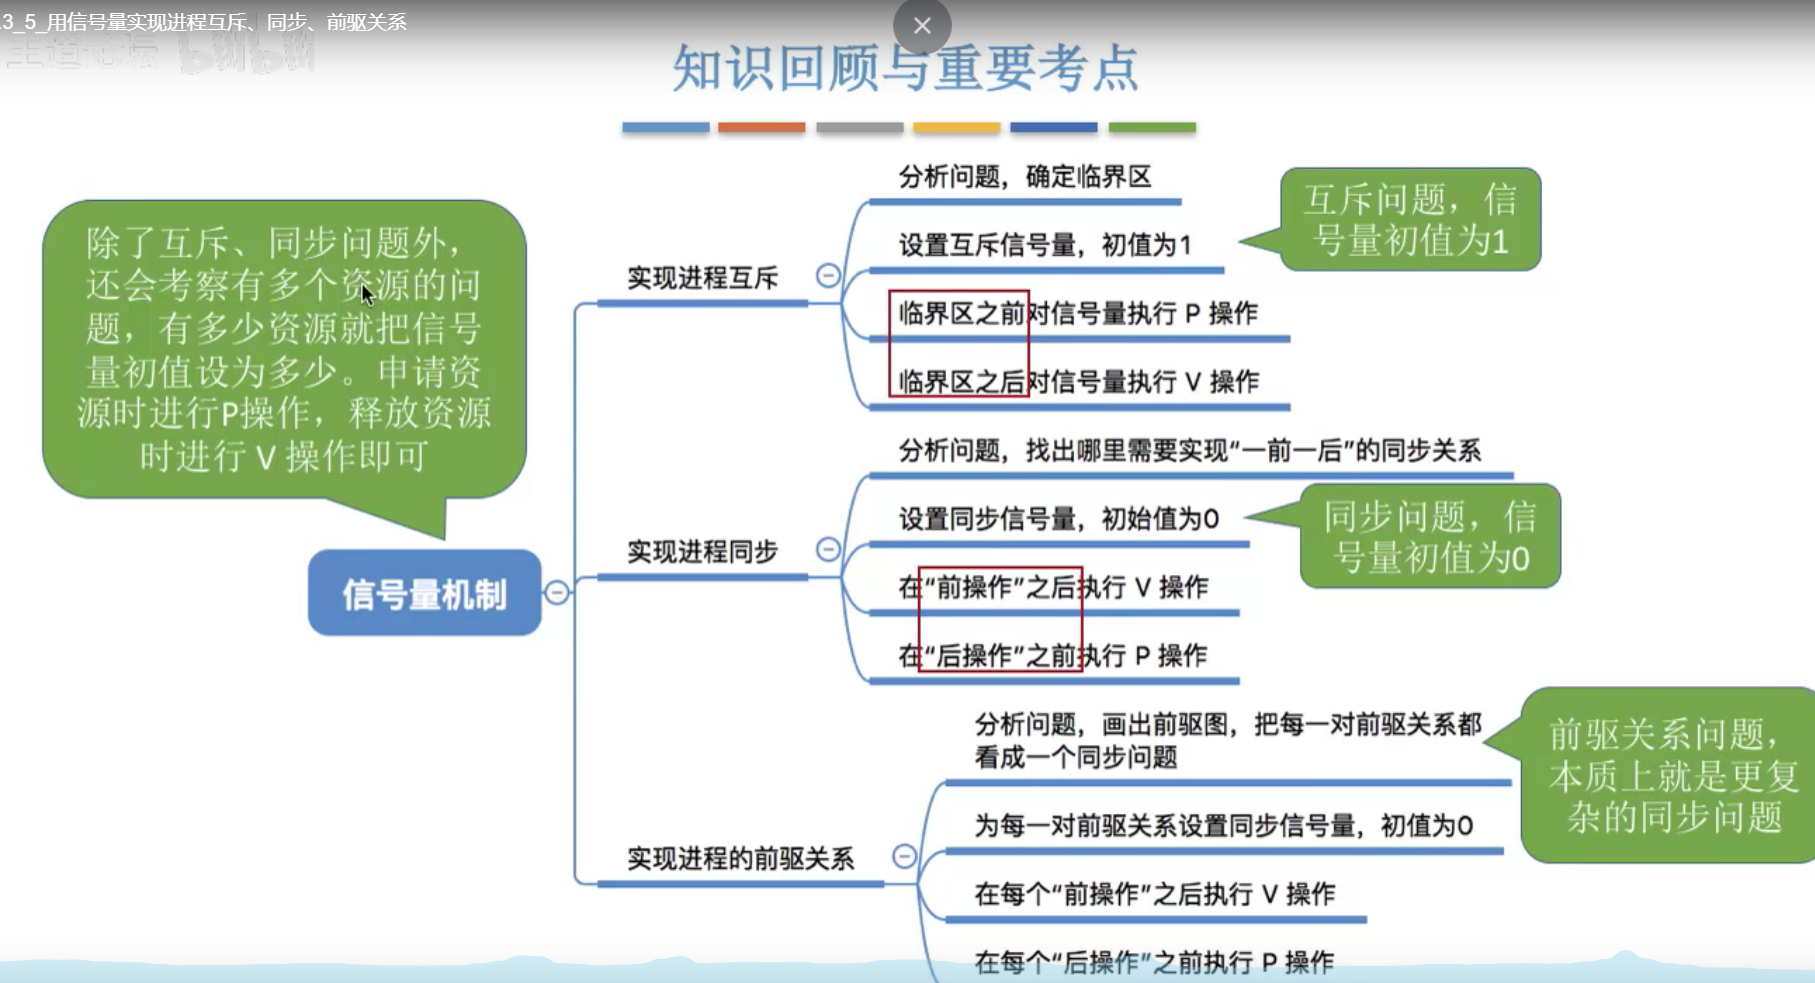 3_5_用信号量实现进程互斥、同步、前驱关系
王道论坛 bilibili
知识回顾与重要考点
除了互斥、同步问题外，
还会考察有多个资源的问
题，有多少资源就把信号
量初值设为多少。申请资
源时进行P操作，释放资源
时进行 V 操作即可
信号量机制
实现进程互斥
分析问题，确定临界区
设置互斥信号量，初值为1
互斥问题，信
号量初值为1
临界区之前对信号量执行 P 操作
临界区之后对信号量执行 V 操作
实现进程同步
分析问题，找出哪里需要实现“一前一后”的同步关系
设置同步信号量，初始值为0
同步问题，信
号量初值为0
在“前操作”之后执行 V 操作
在“后操作”之前执行 P 操作
实现进程的前驱关系
分析问题，画出前驱图，把每一对前驱关系都
看成一个同步问题
前驱关系问题，
本质上就是更复
杂的同步问题
为每一对前驱关系设置同步信号量，初值为0
在每个“前操作”之后执行 V 操作
在每个“后操作”之前执行 P 操作